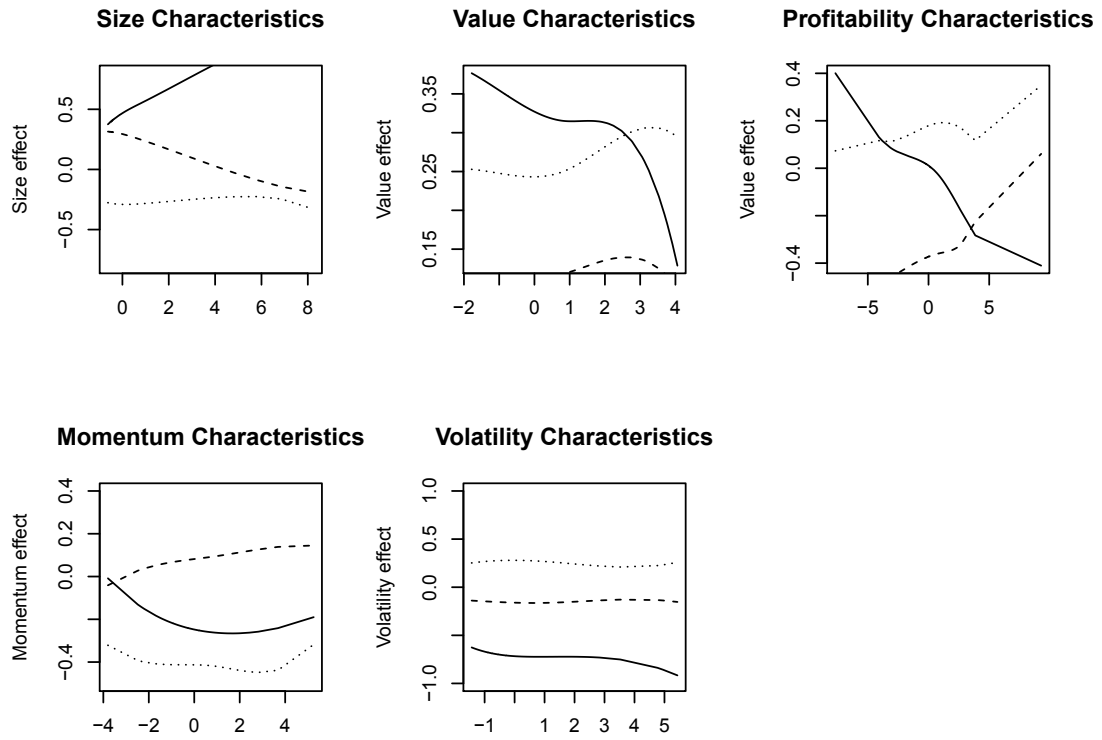 Size Characteristics
Size effect
0.5
0.0
−0.5
0 2 4 6 8
Value Characteristics
Value effect
0.35
0.25
0.15
−2 0 1 2 3 4
Profitability Characteristics
Value effect
0.4
0.2
0.0
−0.4
−5 0 5
Momentum Characteristics
Momentum effect
0.4
0.2
0.0
−0.4
−4 −2 0 2 4
Volatility Characteristics
Volatility effect
1.0
0.5
0.0
−1.0
−1 1 2 3 4 5